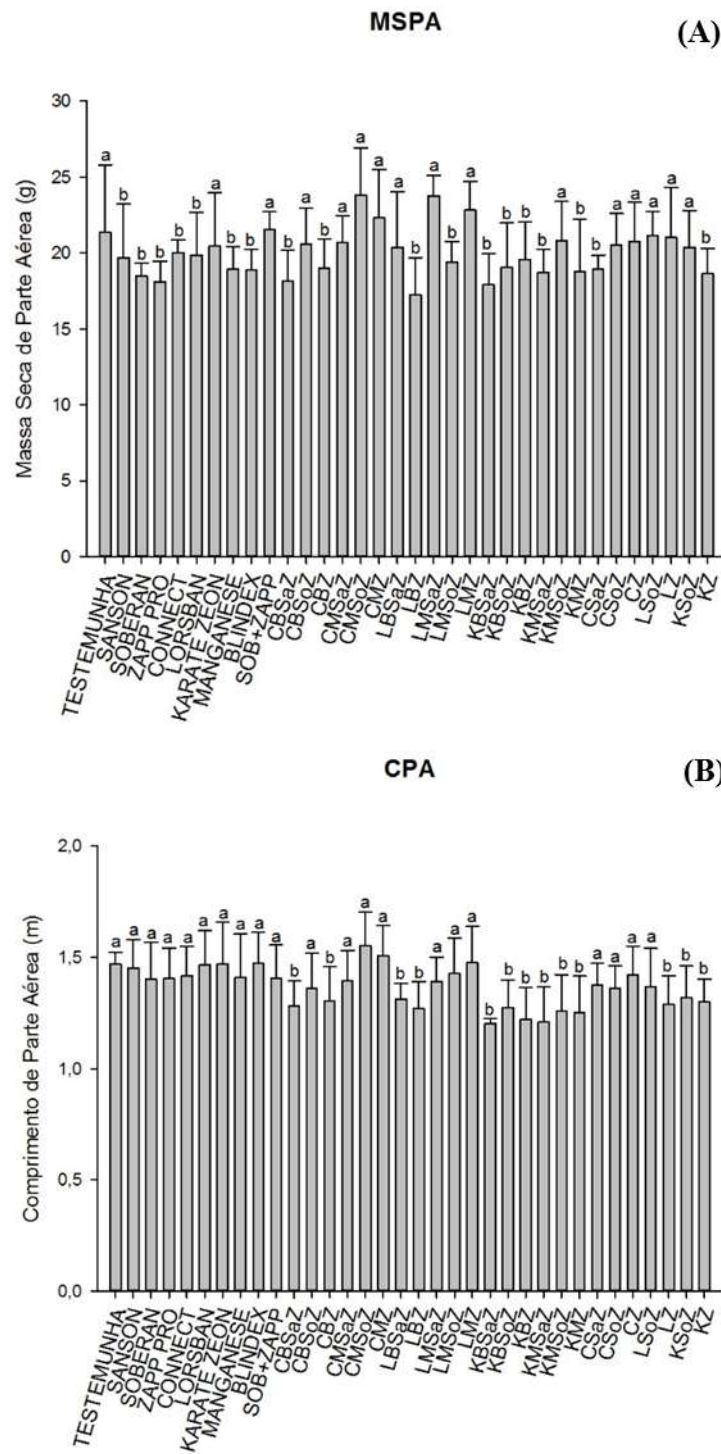 MSPA
(A)
Massa Seca de Parte Aérea (g)
30
25
20
15
10
5
0
a b b b b b a b b a b a b a a a a b a b a b b b b a b b a a a a a b
TESTEMUNHA
SANSON
SOBERAN
ZAPP PRO
CONNECT
LORSBAN
KARATE ZEON
MANGANESE
BLINDEX
SOB+ZAPP
CBSaZ
CBSoZ
CBZ
CMSaZ
CMSoZ
CMZ
LBSaZ
LBZ
LMSaZ
LMSoZ
LMZ
KBSaZ
KBSoZ
KBZ
KMSaZ
KMSoZ
KMZ
CSaZ
CSoZ
CZ
LSoZ
LZ
KSoZ
KZ
CPA
(B)
Comprimento de Parte Aérea (m)
2,0
1,5
1,0
0,5
0,0
a a a a a a a a a a b a b a a a b b a a a b b b b b b a a a a b b b
TESTEMUNHA
SANSON
SOBERAN
ZAPP PRO
CONNECT
LORSBAN
KARATE ZEON
MANGANESE
BLINDEX
SOB+ZAPP
CBSaZ
CBSoZ
CBZ
CMSaZ
CMSoZ
CMZ
LBSaZ
LBZ
LMSaZ
LMSoZ
LMZ
KBSaZ
KBSoZ
KBZ
KMSaZ
KMSoZ
KMZ
CSaZ
CSoZ
CZ
LSoZ
LZ
KSoZ
KZ